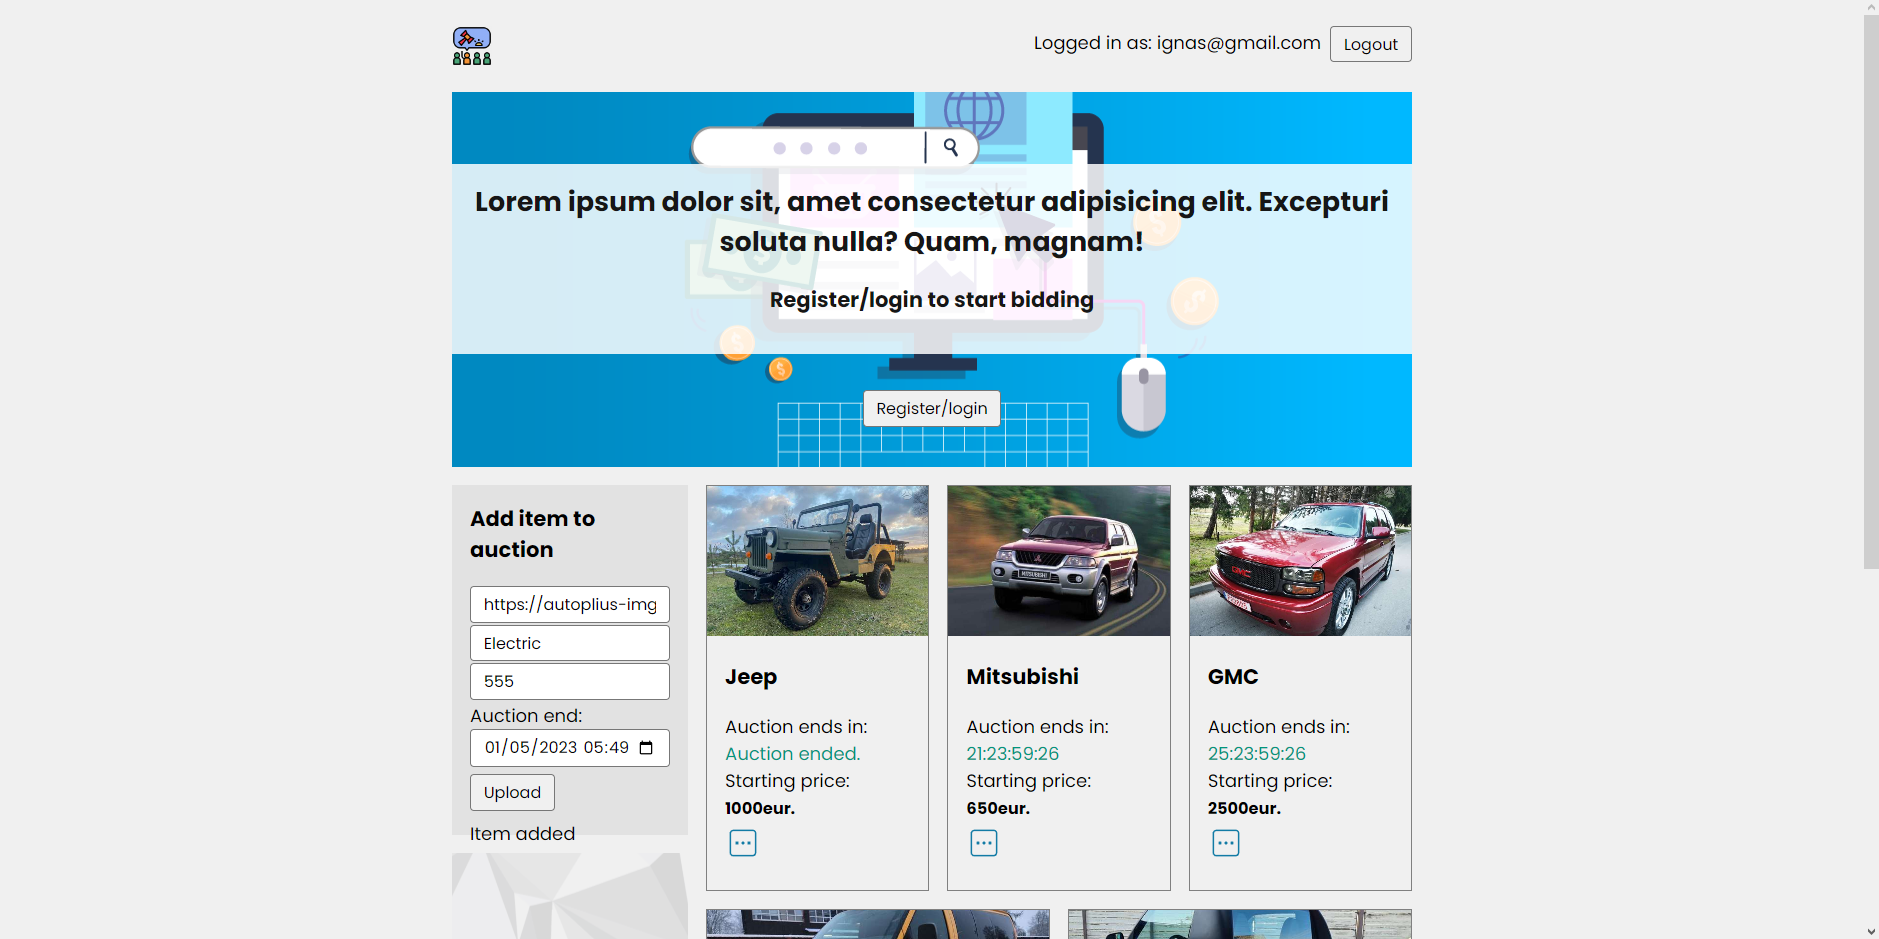 Logged in as: ignas@gmail.com
Logout
Lorem ipsum dolor sit, amet consectetur adipisicing elit. Excepturi
soluta nulla? Quam, magnam!
Register/login to start bidding
Register/login
Add item to
auction
https://autoplius-img
Electric
555
Auction end:
01/05/2023 05:49
Upload
Item added
Jeep
Auction ends in:
Auction ended.
Starting price:
1000eur.
MITSUBISHI
Mitsubishi
Auction ends in:
21:23:59:26
Starting price:
650eur.
GMC
GMC
Auction ends in:
25:23:59:26
Starting price:
2500eur.